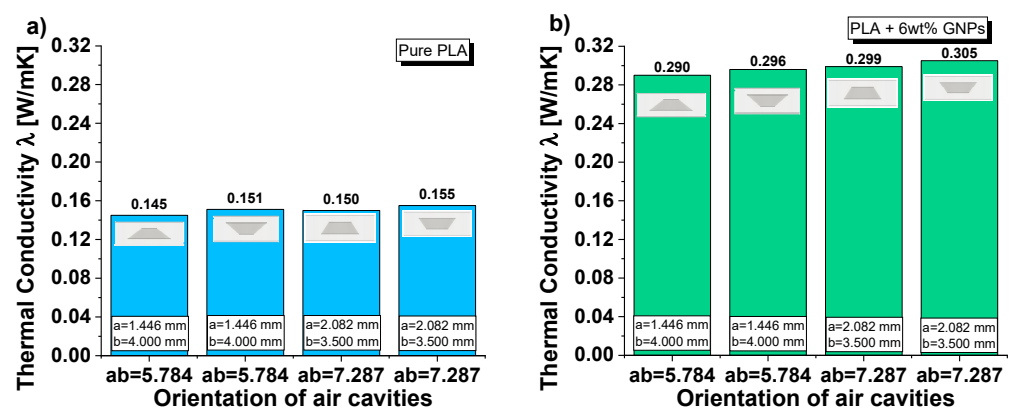 a)
Pure PLA
Thermal Conductivity λ [W/mK]
0.32
0.28
0.24
0.20
0.16
0.12
0.08
0.04
0.00
0.145
0.151
0.150
0.155
a=1.446 mm
b=4.000 mm
a=1.446 mm
b=4.000 mm
a=2.082 mm
b=3.500 mm
a=2.082 mm
b=3.500 mm
ab=5.784 ab=5.784 ab=7.287 ab=7.287
Orientation of air cavities
b)
PLA + 6wt% GNPs
Thermal Conductivity λ [W/mK]
0.32
0.28
0.24
0.20
0.16
0.12
0.08
0.04
0.00
0.290
0.296
0.299
0.305
a=1.446 mm
b=4.000 mm
a=1.446 mm
b=4.000 mm
a=2.082 mm
b=3.500 mm
a=2.082 mm
b=3.500 mm
ab=5.784 ab=5.784 ab=7.287 ab=7.287
Orientation of air cavities